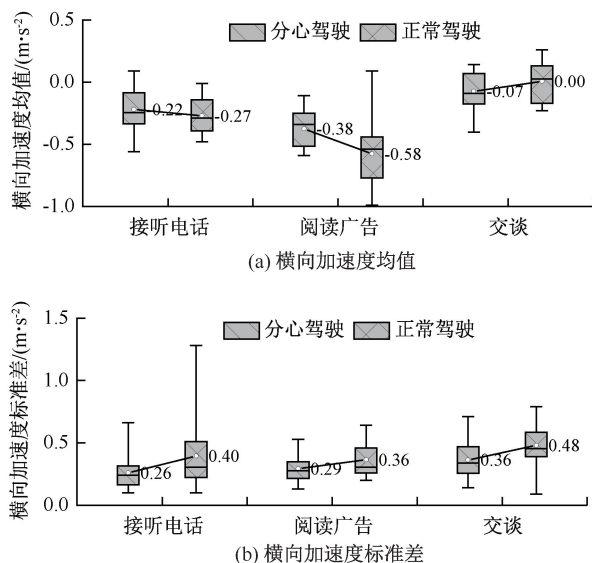 0.5
分心驾驶 正常驾驶
0.0
-0.5
-1.0
横向加速度均值/(m·s-2)
-0.22
-0.27
-0.38
-0.58
-0.07
0.00
接听电话 阅读广告 交谈
(a) 横向加速度均值
1.5
分心驾驶 正常驾驶
1.0
0.5
0.0
横向加速度标准差/(m·s-2)
0.26
0.40
0.29
0.36
0.36
0.48
接听电话 阅读广告 交谈
(b) 横向加速度标准差